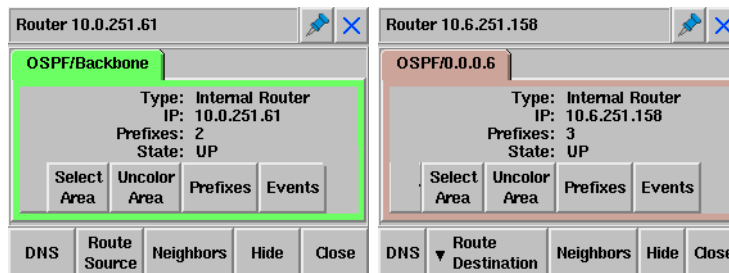 Router 10.0.251.61
OSPF/Backbone
Type: Internal Router
IP: 10.0.251.61
Prefixes: 2
State: UP
Select Area
Uncolor Area
Prefixes
Events
DNS
Route Source
Neighbors
Hide
Close
Router 10.6.251.158
OSPF/0.0.0.6
Type: Internal Router
IP: 10.6.251.158
Prefixes: 3
State: UP
Select Area
Uncolor Area
Prefixes
Events
DNS
Route Destination
Neighbors
Hide
Close